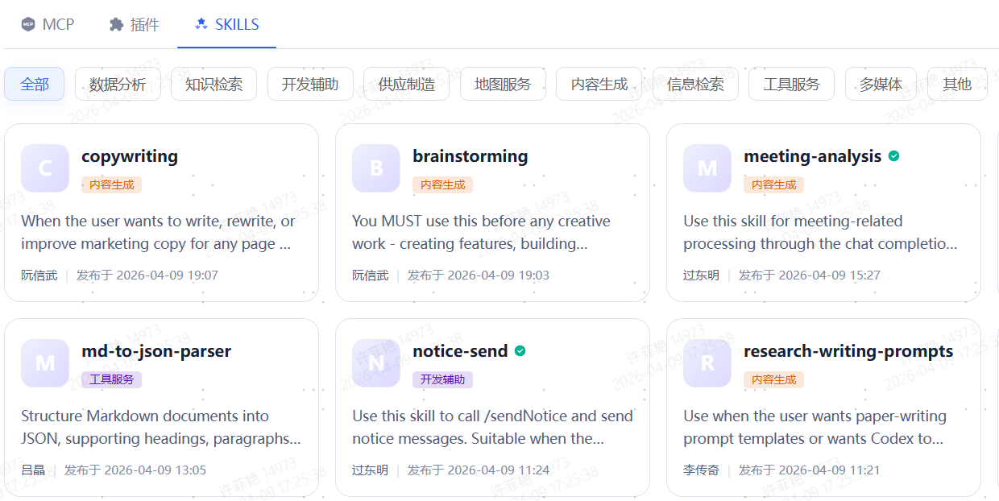 MCP 插件 SKILLS
全部 数据分析 知识检索 开发辅助 供应制造 地图服务 内容生成 信息检索 工具服务 多媒体 其他
C
copywriting
内容生成
When the user wants to write, rewrite, or
improve marketing copy for any page ...
阮信武 | 发布于 2026-04-09 19:07
B
brainstorming
内容生成
You MUST use this before any creative
work - creating features, building...
阮信武 | 发布于 2026-04-09 19:03
M
meeting-analysis
内容生成
Use this skill for meeting-related
processing through the chat completio...
过东明 | 发布于 2026-04-09 15:27
M
md-to-json-parser
工具服务
Structure Markdown documents into
JSON, supporting headings, paragraphs...
吕晶 | 发布于 2026-04-09 13:05
N
notice-send
开发辅助
Use this skill to call /sendNotice and send
notice messages. Suitable when the...
过东明 | 发布于 2026-04-09 11:24
R
research-writing-prompts
内容生成
Use when the user wants paper-writing
prompt templates or wants Codex to...
李传奇 | 发布于 2026-04-09 11:21
许菲艳 14973
2026-04-09 17:25:38